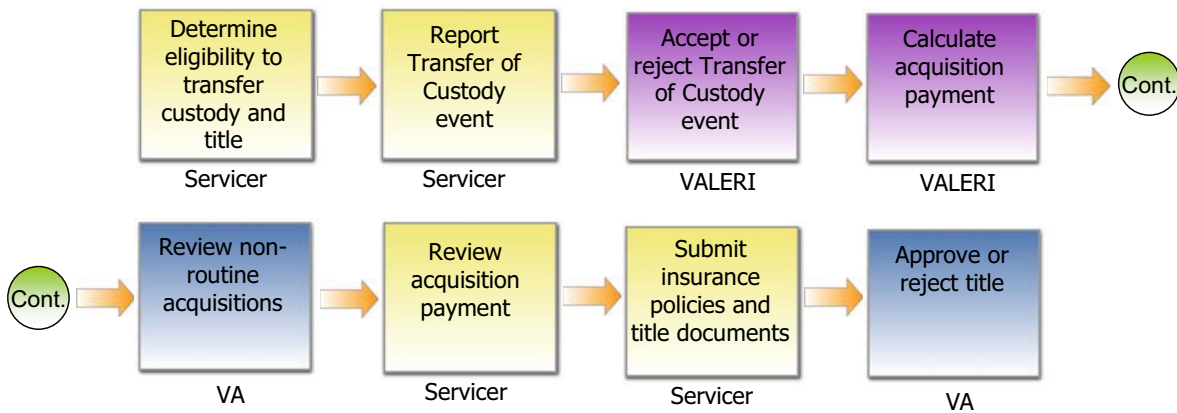 Determine
eligibility to
transfer
custody and
title
Servicer
Report
Transfer of
Custody
event
Servicer
Accept or
reject Transfer
of Custody
event
VALERI
Calculate
acquisition
payment
VALERI
Cont.
Cont.
Review non-
routine
acquisitions
VA
Review
acquisition
payment
Servicer
Submit
insurance
policies and
title documents
Servicer
Approve or
reject title
VA